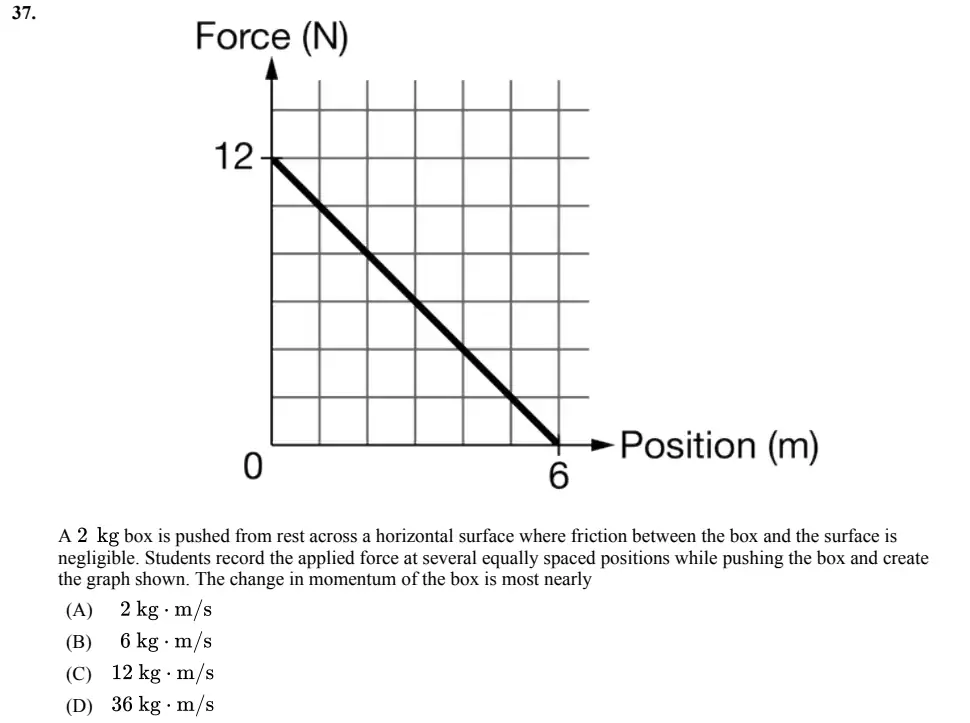 37.
Force (N)
12
0
6
Position (m)
A 2 kg box is pushed from rest across a horizontal surface where friction between the box and the surface is
negligible. Students record the applied force at several equally spaced positions while pushing the box and create
the graph shown. The change in momentum of the box is most nearly
(A) 2 kg · m/s
(B) 6 kg · m/s
(C) 12 kg · m/s
(D) 36 kg · m/s